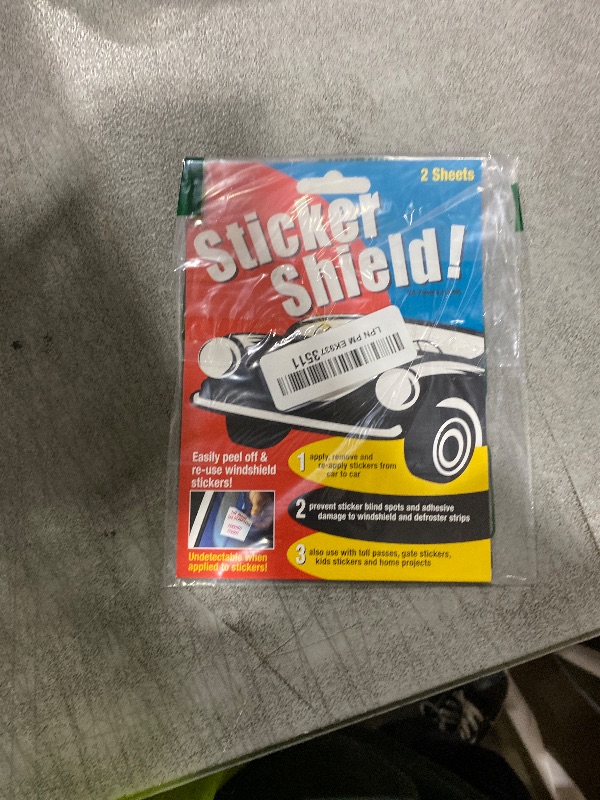 2 Sheets
Sticker
Shield!
LPN PM EK937 3511
Easily peel off &
re-use windshield
stickers!
Undetectable when
applied to stickers!
1 apply, remove and
re-apply stickers from
car to car
2 prevent sticker blind spots and adhesive
damage to windshield and defroster strips
3 also use with toll passes, gate stickers,
kids stickers and home projects